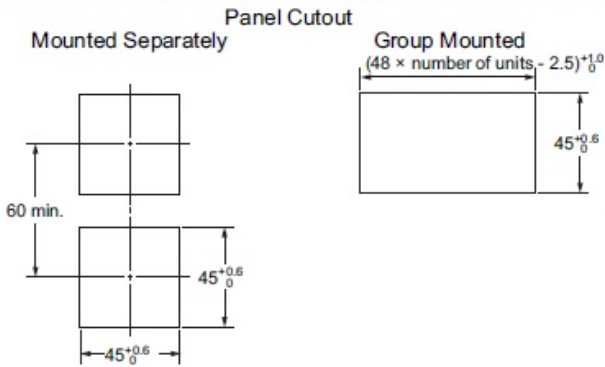 Panel Cutout
Mounted Separately
Group Mounted
(48 × number of units - 2.5)+1.0 0
45+0.6 0
60 min.
45+0.6 0
45+0.6 0